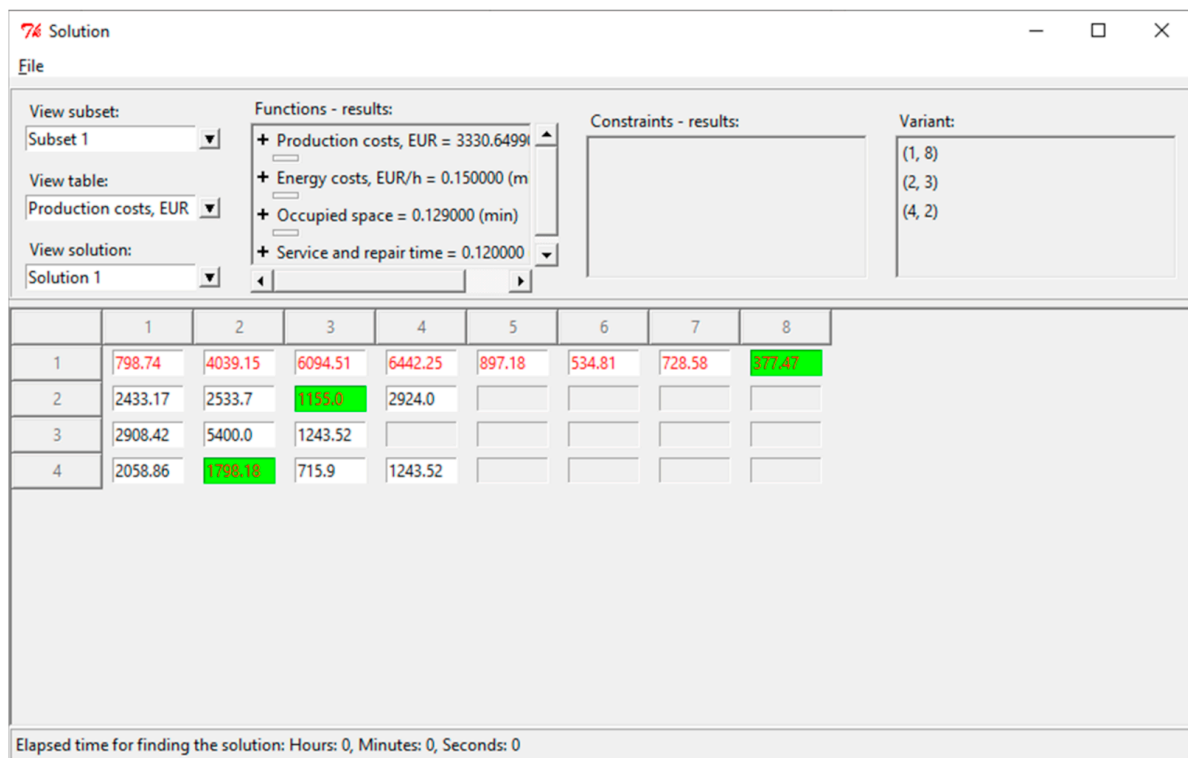 Solution
File
View subset:
Subset 1
View table:
Production costs, EUR
View solution:
Solution 1
Functions - results:
+ Production costs, EUR = 3330.6499
+ Energy costs, EUR/h = 0.150000 (m
+ Occupied space = 0.129000 (min)
+ Service and repair time = 0.120000
Constraints - results:
Variant:
(1, 8)
(2, 3)
(4, 2)
1 2 3 4 5 6 7 8
1 798.74 4039.15 6094.51 6442.25 897.18 534.81 728.58 377.47
2 2433.17 2533.7 1155.0 2924.0
3 2908.42 5400.0 1243.52
4 2058.86 1798.18 715.9 1243.52
Elapsed time for finding the solution: Hours: 0, Minutes: 0, Seconds: 0